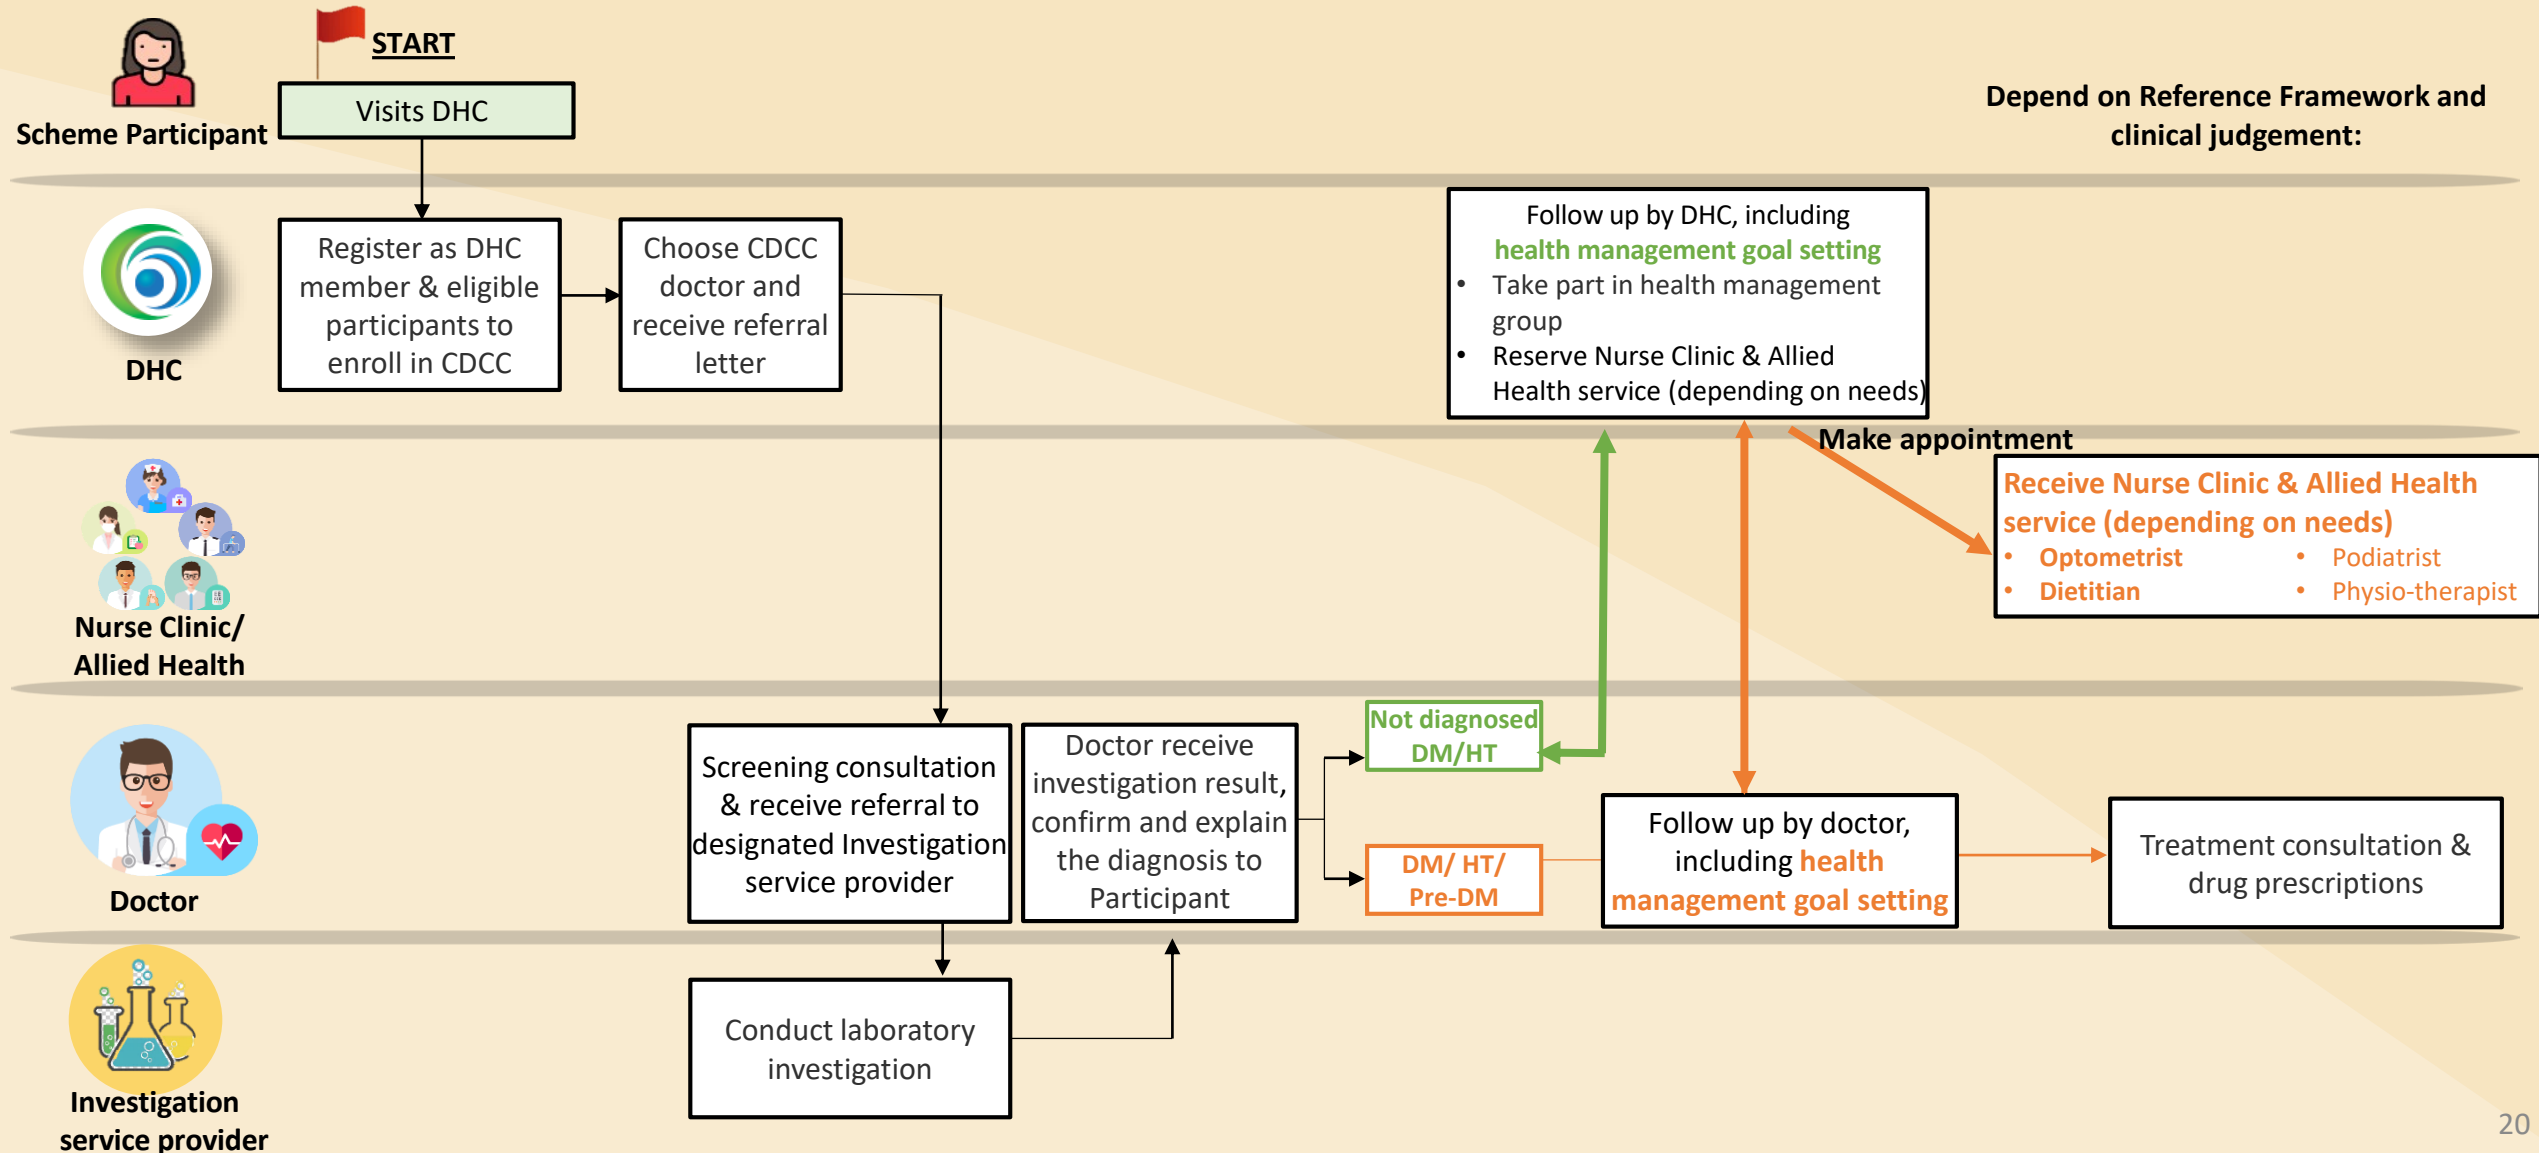 START
Visits DHC
Scheme Participant
Depend on Reference Framework and
clinical judgement:
Register as DHC
member & eligible
participants to
enroll in CDCC
Choose CDCC
doctor and
receive referral
letter
Follow up by DHC, including
health management goal setting
• Take part in health management
group
• Reserve Nurse Clinic & Allied
Health service (depending on needs)
DHC
Make appointment
Receive Nurse Clinic & Allied Health
service (depending on needs)
• Optometrist
• Dietitian
• Podiatrist
• Physio-therapist
Nurse Clinic/
Allied Health
Screening consultation
& receive referral to
designated Investigation
service provider
Doctor receive
investigation result,
confirm and explain
the diagnosis to
Participant
Not diagnosed
DM/HT
DM/ HT/
Pre-DM
Follow up by doctor,
including health
management goal setting
Treatment consultation &
drug prescriptions
Doctor
Conduct laboratory
investigation
Investigation
service provider
20